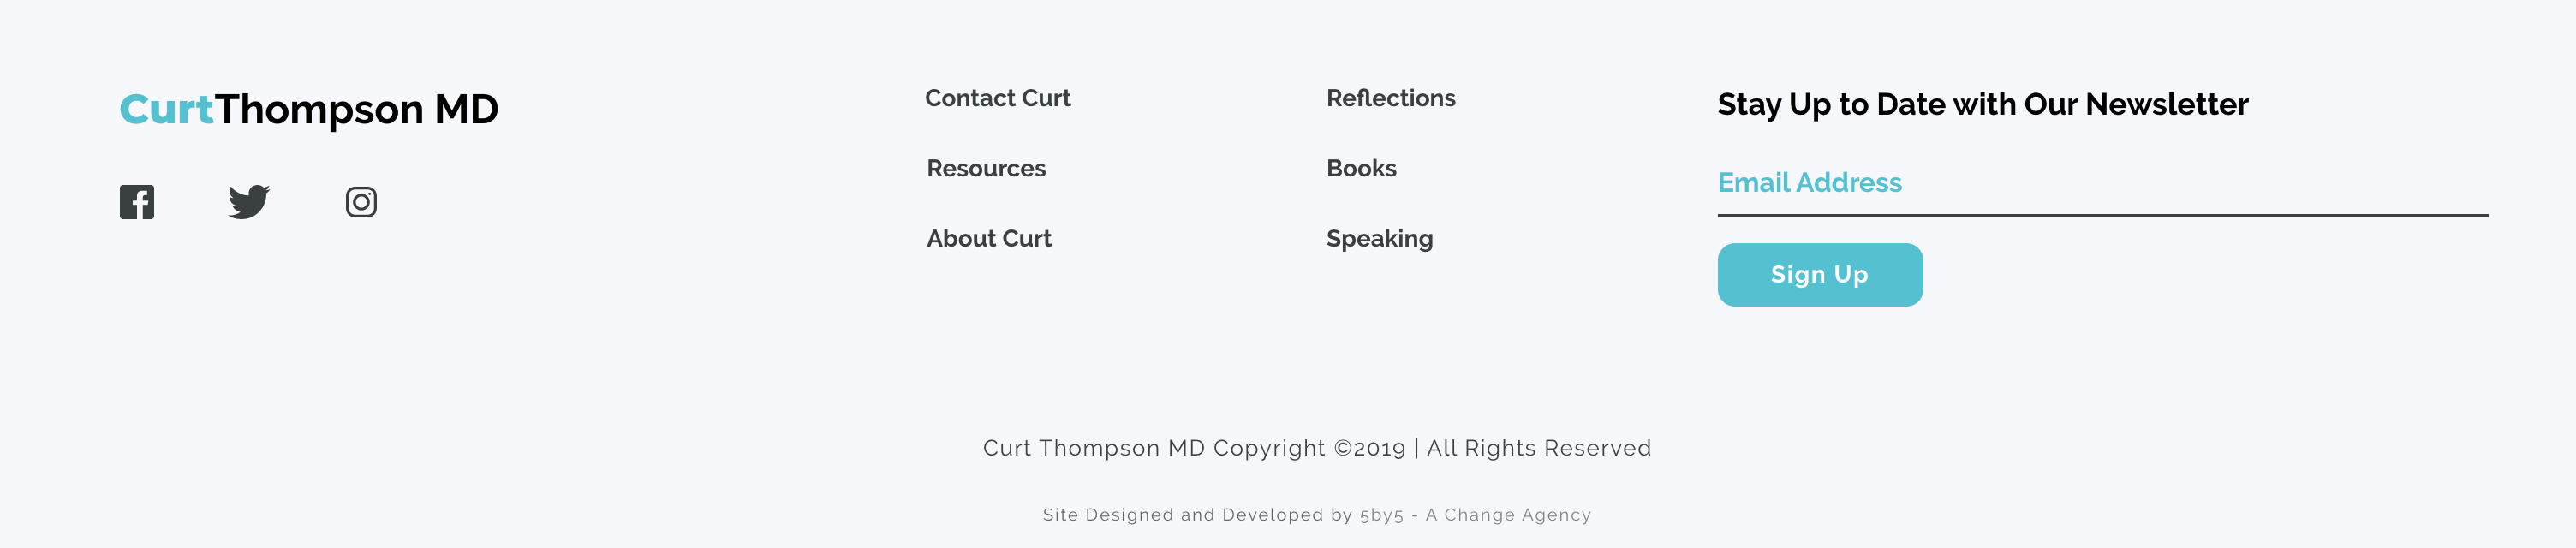 CurtThompson MD
Contact Curt
Resources
About Curt
Reflections
Books
Speaking
Stay Up to Date with Our Newsletter
Email Address
Sign Up
Curt Thompson MD Copyright ©2019 | All Rights Reserved
Site Designed and Developed by 5by5 - A Change Agency